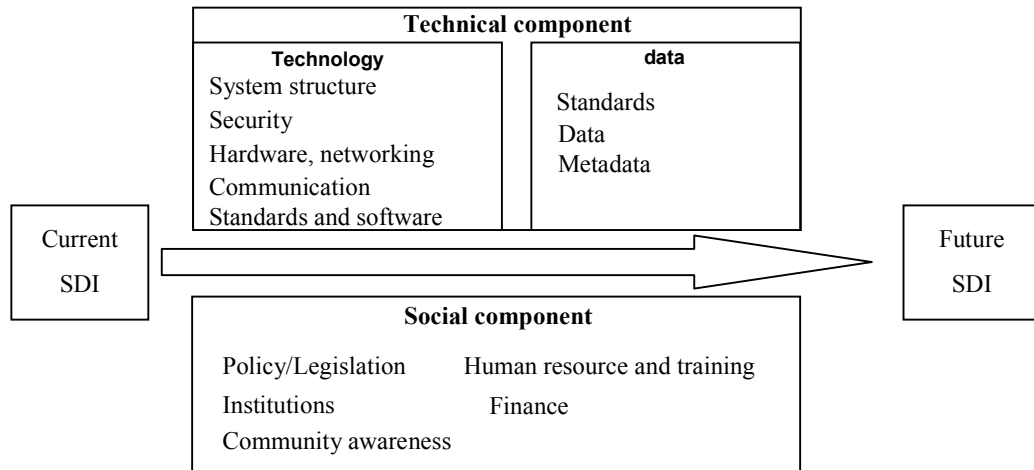 Technical component
Technology
System structure
Security
Hardware, networking
Communication
Standards and software
data
Standards
Data
Metadata
Current
SDI
Future
SDI
Social component
Policy/Legislation Human resource and training
Institutions Finance
Community awareness